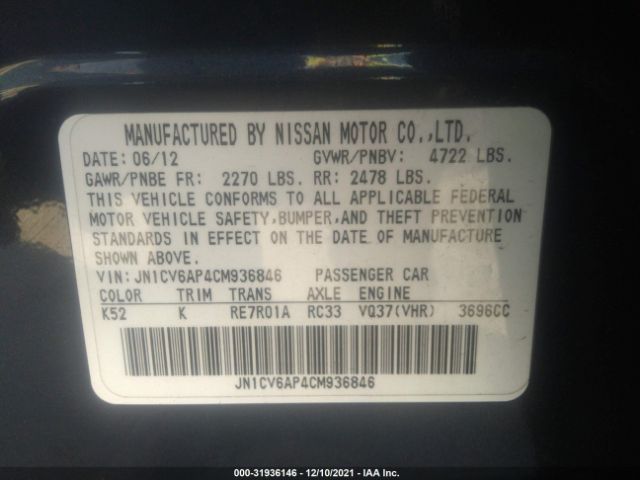 MANUFACTURED BY NISSAN MOTOR CO.,LTD.
DATE: 06/12 GVWR/PNBV: 4722 LBS.
GAWR/PNBE FR: 2270 LBS. RR: 2478 LBS.
THIS VEHICLE CONFORMS TO ALL APPLICABLE FEDERAL
MOTOR VEHICLE SAFETY,BUMPER,AND THEFT PREVENTION
STANDARDS IN EFFECT ON THE DATE OF MANUFACTURE
SHOWN ABOVE.
VIN: JN1CV6AP4CM936846 PASSENGER CAR
COLOR TRIM TRANS AXLE ENGINE
K52 K RE7R01A RC33 VQ37(VHR) 3696CC
JN1CV6AP4CM936846
000-31936146 - 12/10/2021 - IAA Inc.